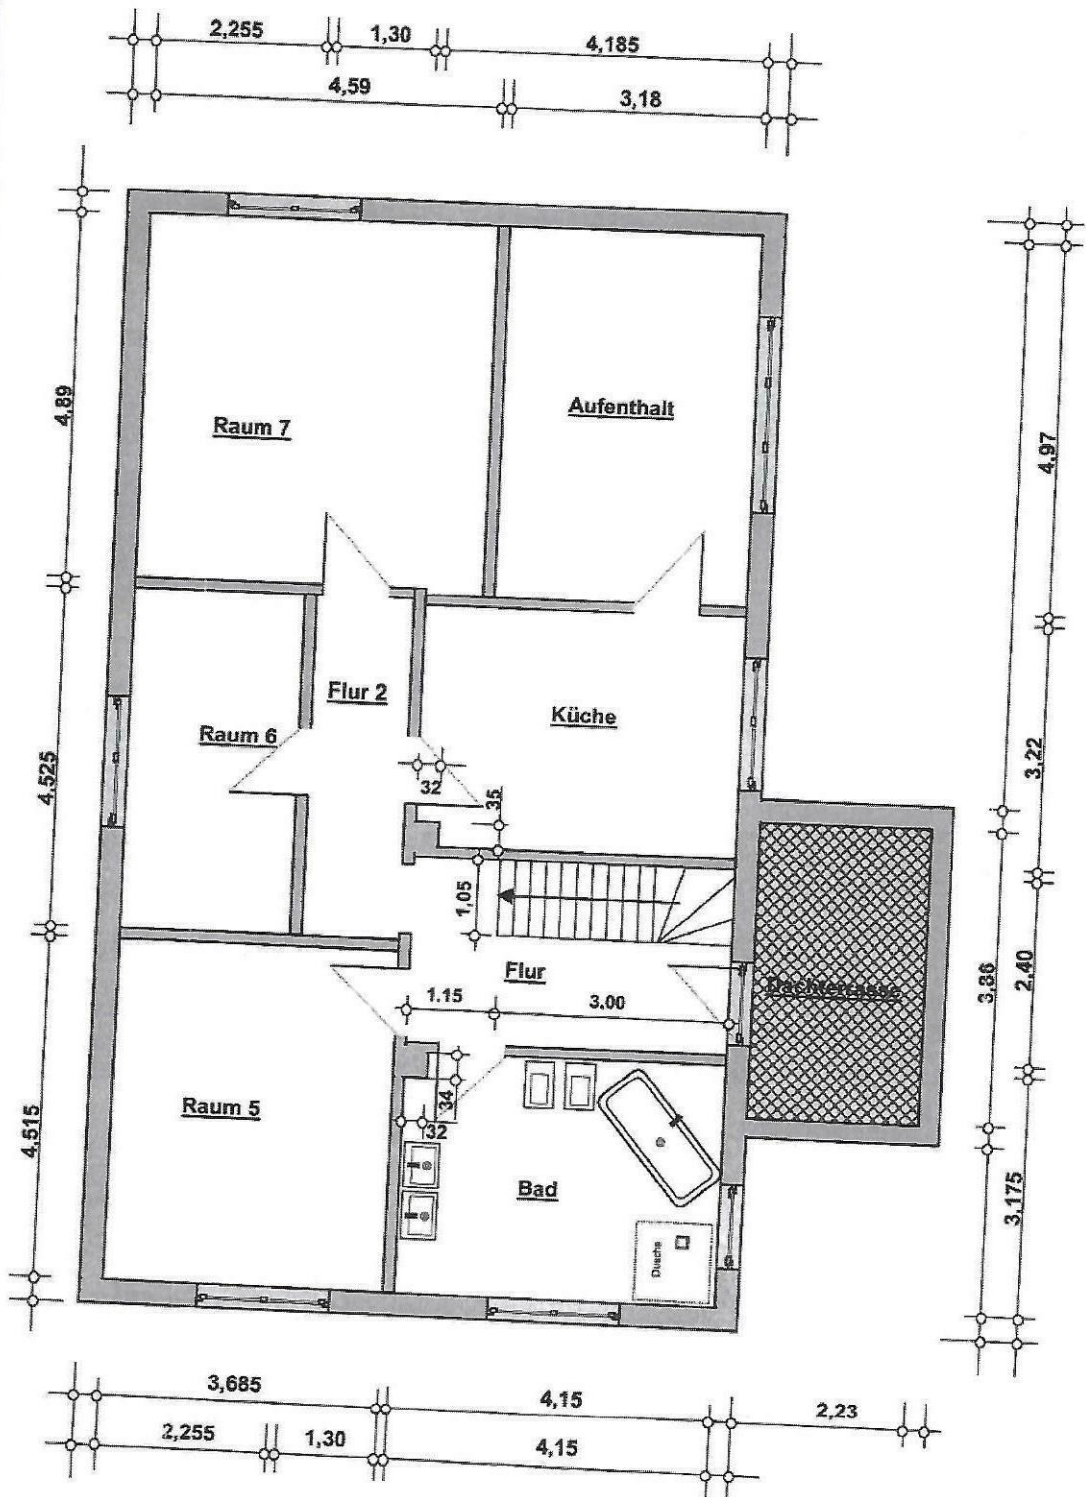 2,255
1,30
4,185
4,59
3,18
4,89
Raum 7
Aufenthalt
4,97
Flur 2
Küche
Raum 6
4,525
32
35
3,22
1,05
Flur
1.15
3,00
Dachterrasse
3,86
2,40
Raum 5
34
32
4,515
Bad
Dusche
3,175
3,685
4,15
2,23
2,255
1,30
4,15